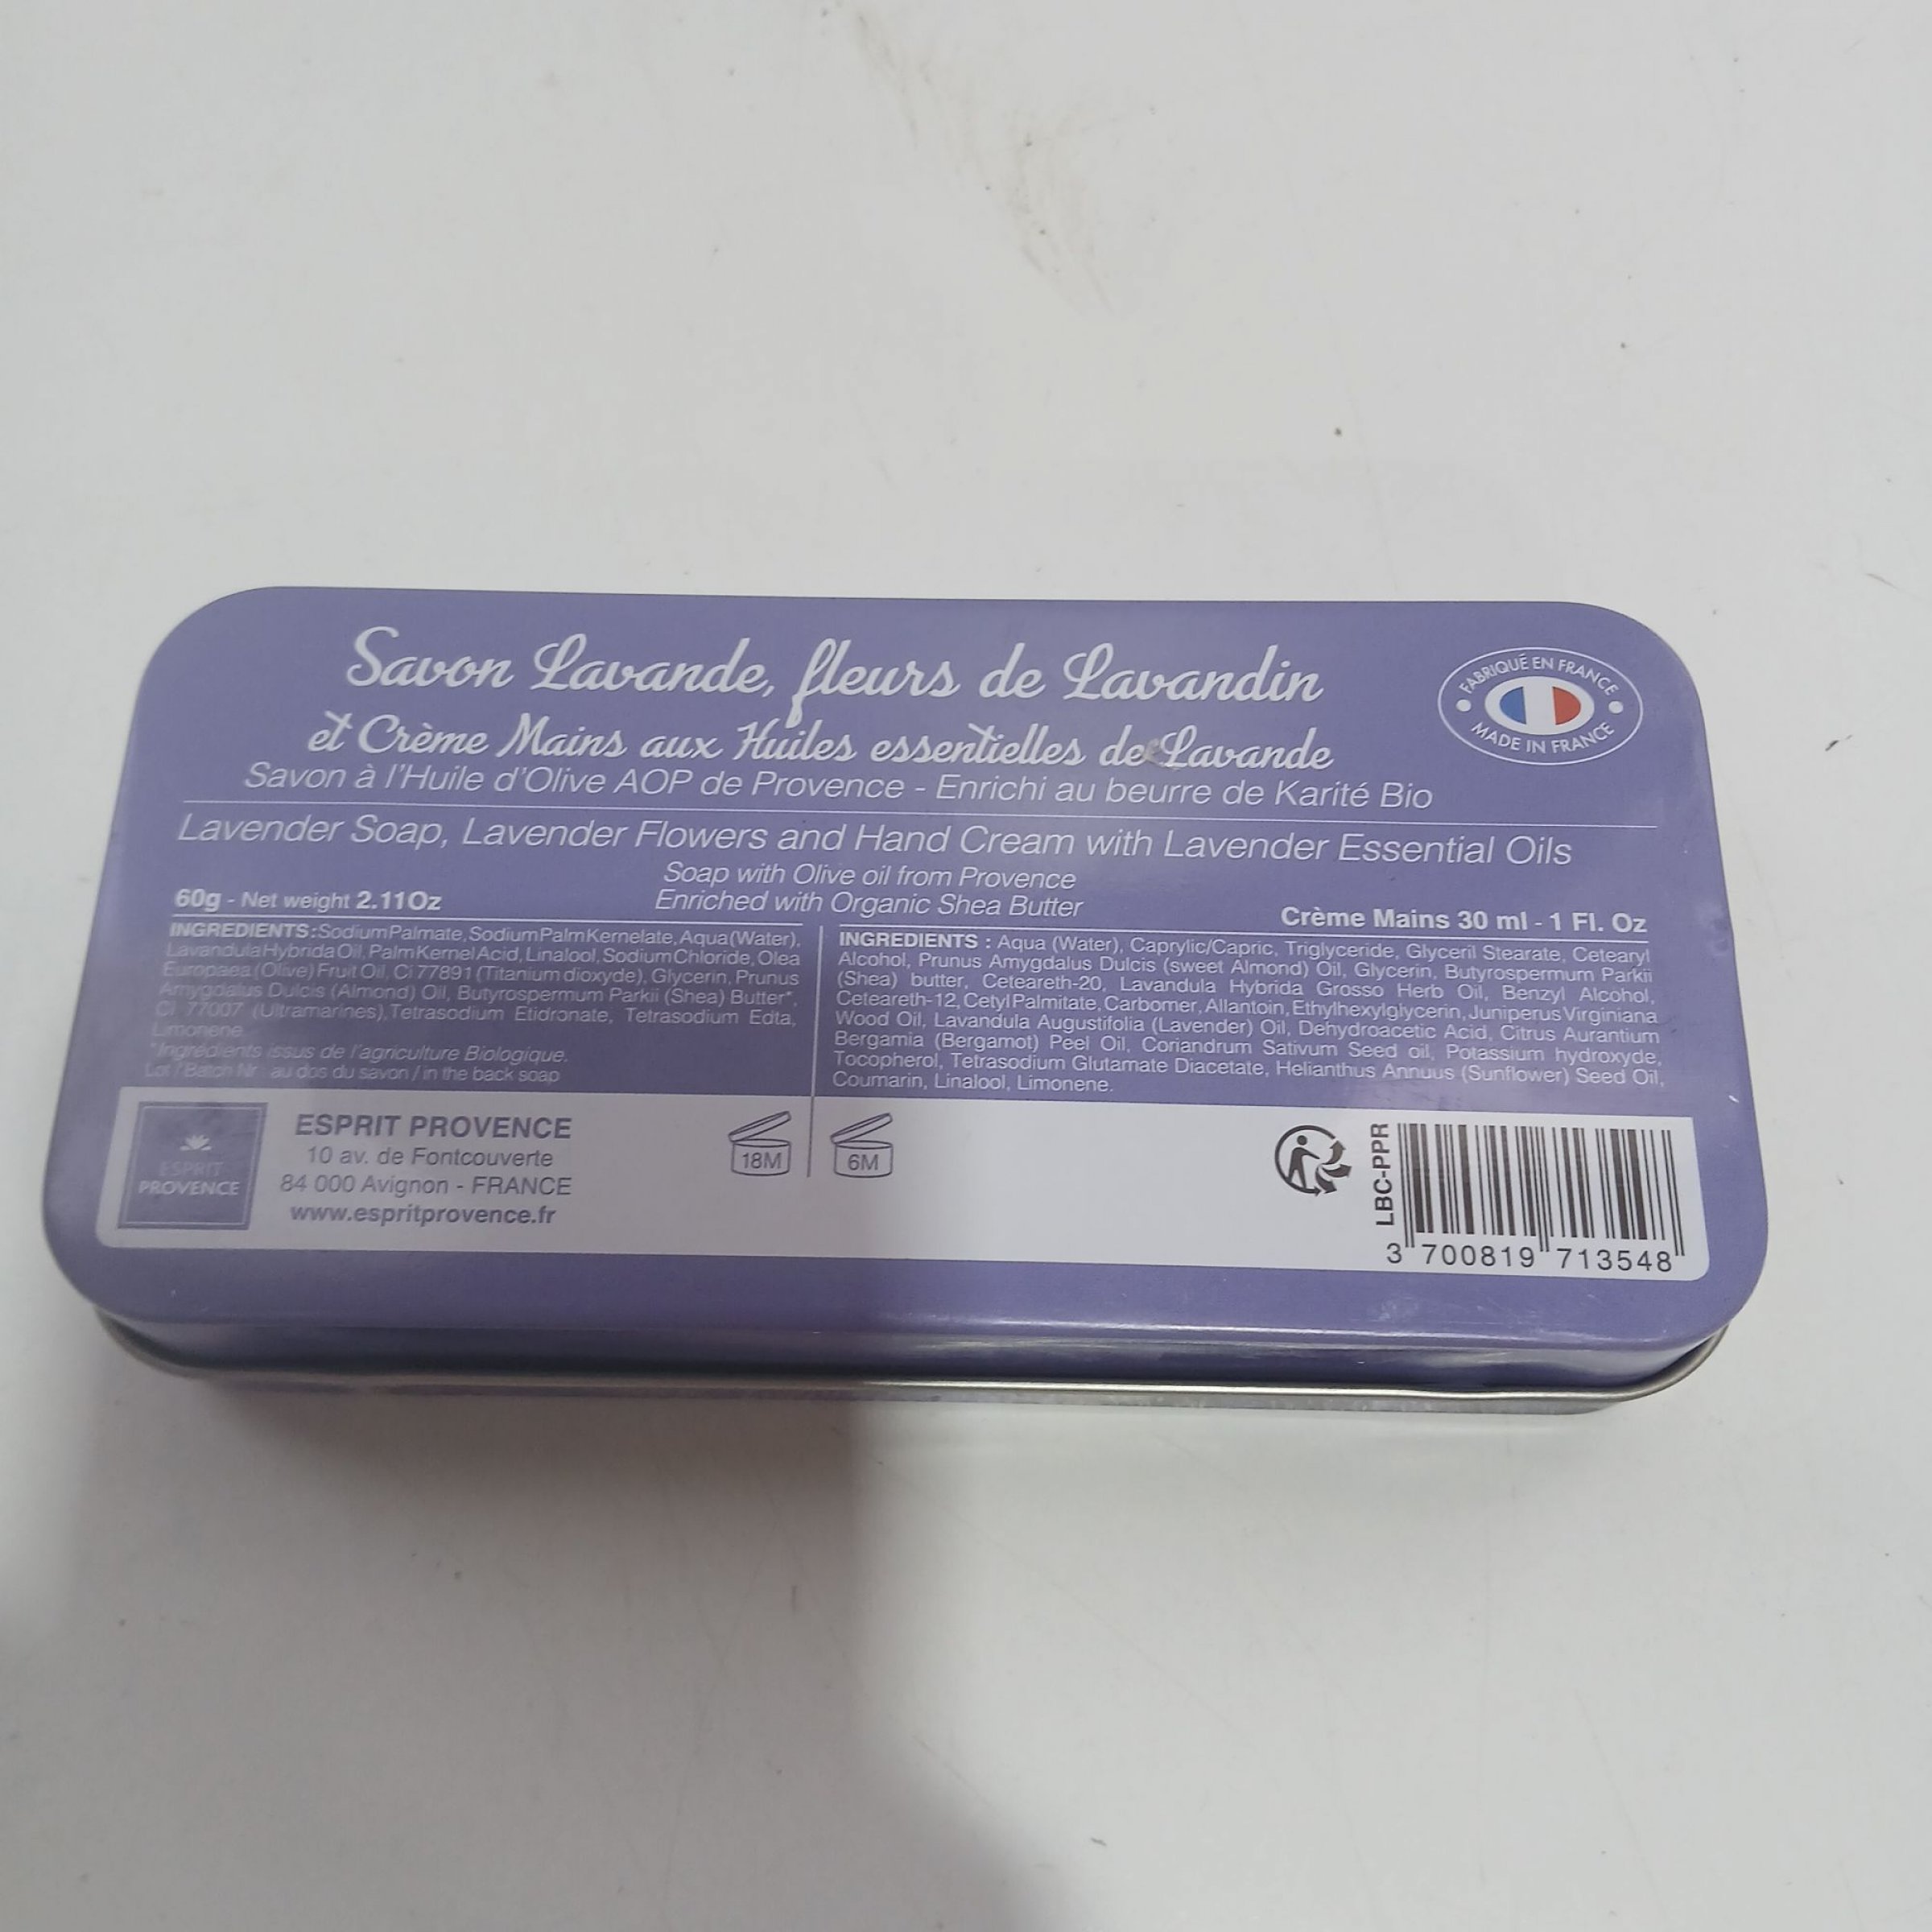 Savon Lavande, fleurs de Lavandin
et Crème Mains aux Huiles essentielles de Lavande
Savon à l'Huile d'Olive AOP de Provence - Enrichi au beurre de Karité Bio
FABRIQUÉ EN FRANCE
MADE IN FRANCE
Lavender Soap, Lavender Flowers and Hand Cream with Lavender Essential Oils
Soap with Olive oil from Provence
Enriched with Organic Shea Butter
60g - Net weight 2.11Oz
INGREDIENTS: Sodium Palmate, Sodium Palm Kernelate, Aqua (Water),
Lavandula Hybrida Oil, Palm Kernel Acid, Linalool, Sodium Chloride, Olea
Europaea (Olive) Fruit Oil, Ci 77891 (Titanium dioxyde), Glycerin, Prunus
Amygdalus Dulcis (Almond) Oil, Butyrospermum Parkii (Shea) Butter*,
Ci 77007 (Ultramarines), Tetrasodium Etidronate, Tetrasodium Edta,
Limonene
*Ingrédients issus de l'agriculture Biologique.
Lot / Batch Nr : au dos du savon / in the back soap
Crème Mains 30 ml - 1 Fl. Oz
INGREDIENTS : Aqua (Water), Caprylic/Capric, Triglyceride, Glyceril Stearate, Cetearyl
Alcohol, Prunus Amygdalus Dulcis (sweet Almond) Oil, Glycerin, Butyrospermum Parkii
(Shea) butter, Ceteareth-20, Lavandula Hybrida Grosso Herb Oil, Benzyl Alcohol,
Ceteareth-12, Cetyl Palmitate, Carbomer, Allantoin, Ethylhexylglycerin, Juniperus Virginiana
Wood Oil, Lavandula Augustifolia (Lavender) Oil, Dehydroacetic Acid, Citrus Aurantium
Bergamia (Bergamot) Peel Oil, Coriandrum Sativum Seed oil, Potassium hydroxyde,
Tocopherol, Tetrasodium Glutamate Diacetate, Helianthus Annuus (Sunflower) Seed Oil,
Coumarin, Linalool, Limonene.
ESPRIT
PROVENCE
ESPRIT PROVENCE
10 av. de Fontcouverte
84 000 Avignon - FRANCE
www.espritprovence.fr
18M
6M
LBC-PPR
3 700819 713548